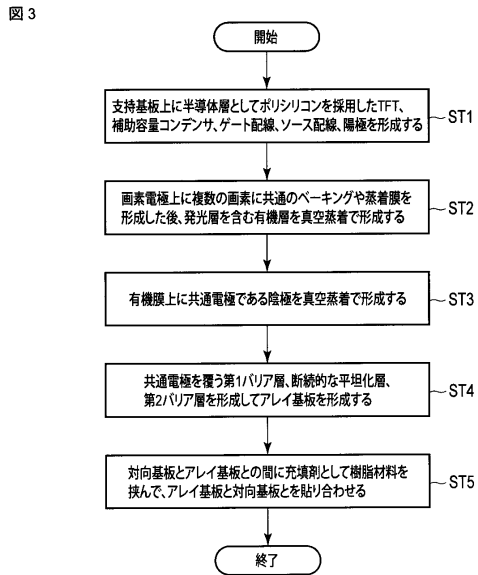 図3
開始
支持基板上に半導体層としてポリシリコンを採用したTFT、
補助容量コンデンサ、ゲート配線、ソース配線、陽極を形成する
ST1
画素電極上に複数の画素に共通のベーキングや蒸着膜を
形成した後、発光層を含む有機層を真空蒸着で形成する
ST2
有機膜上に共通電極である陰極を真空蒸着で形成する
ST3
共通電極を覆う第1バリア層、断続的な平坦化層、
第2バリア層を形成してアレイ基板を形成する
ST4
対向基板とアレイ基板との間に充填剤として樹脂材料を
挟んで、アレイ基板と対向基板とを貼り合わせる
ST5
終了